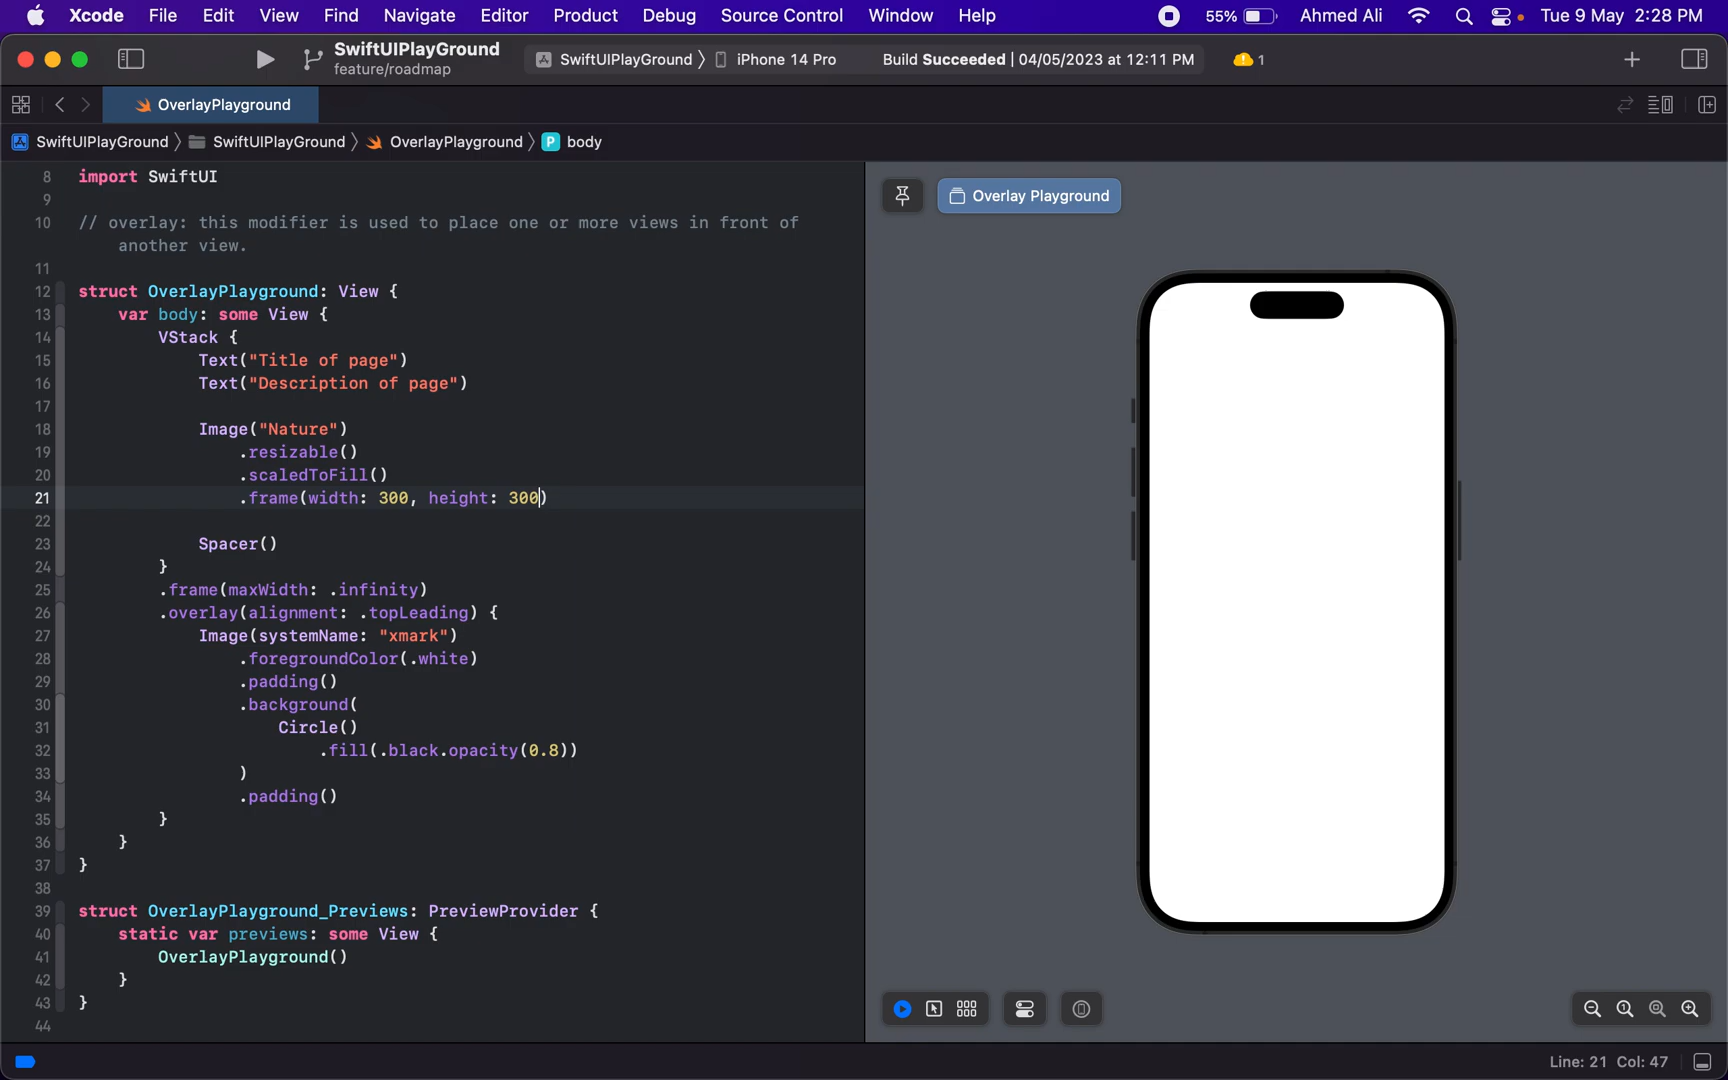 Xcode File Edit View Find Navigate Editor Product Debug Source Control Window Help 55% Ahmed Ali Tue 9 May 2:28 PM
SwiftUIPlayGround
feature/roadmap
SwiftUIPlayGround 〉 iPhone 14 Pro Build Succeeded | 04/05/2023 at 12:11 PM 1
OverlayPlayground
SwiftUIPlayGround 〉 SwiftUIPlayGround 〉 OverlayPlayground 〉 P body
8 import SwiftUI
9
10 // overlay: this modifier is used to place one or more views in front of
another view.
11
12 struct OverlayPlayground: View {
13 var body: some View {
14 VStack {
15 Text("Title of page")
16 Text("Description of page")
17
18 Image("Nature")
19 .resizable()
20 .scaledToFill()
21 .frame(width: 300, height: 300)
22
23 Spacer()
24 }
25 .frame(maxWidth: .infinity)
26 .overlay(alignment: .topLeading) {
27 Image(systemName: "xmark")
28 .foregroundColor(.white)
29 .padding()
30 .background(
31 Circle()
32 .fill(.black.opacity(0.8))
33 )
34 .padding()
35 }
36 }
37 }
38
39 struct OverlayPlayground_Previews: PreviewProvider {
40 static var previews: some View {
41 OverlayPlayground()
42 }
43 }
44
Overlay Playground
Line: 21 Col: 47